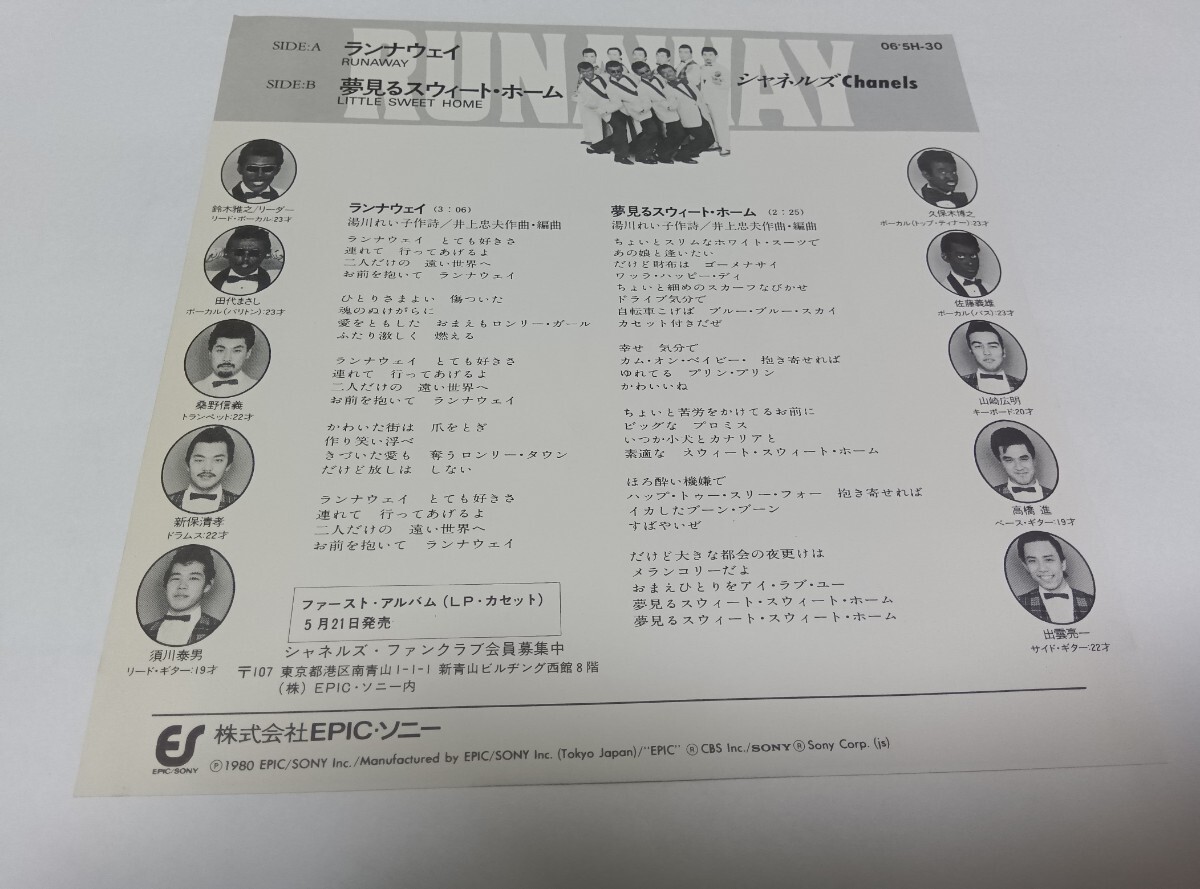 SIDE:A ランナウェイ
RUNAWAY
SIDE:B 夢見るスウィート・ホーム
LITTLE SWEET HOME
RUNAWAY
06・5H-30
シャネルズ Chanels
鈴木雅之/リーダー
リード・ボーカル:23才
田代まさし
ボーカル(バリトン):23才
桑野信義
トランペット:22才
新保清孝
ドラムス:22才
須川泰男
リード・ギター:19才
ランナウェイ (3:06)
湯川れい子作詩/井上忠夫作曲・編曲
ランナウェイ とても好きさ
連れて 行ってあげるよ
二人だけの 遠い世界へ
お前を抱いて ランナウェイ
ひとりさまよい 傷ついた
魂のぬけがらに
愛をともした おまえもロンリー・ガール
ふたり激しく 燃える
ランナウェイ とても好きさ
連れて 行ってあげるよ
二人だけの 遠い世界へ
お前を抱いて ランナウェイ
かわいた街は 爪をとぎ
作り笑い浮べ
きづいた愛も 奪うロンリー・タウン
だけど放しは しない
ランナウェイ とても好きさ
連れて 行ってあげるよ
二人だけの 遠い世界へ
お前を抱いて ランナウェイ
夢見るスウィート・ホーム (2:25)
湯川れい子作詩/井上忠夫作曲・編曲
ちょいとスリムなホワイト・スーツで
あの娘と逢いたい
だけど財布は ゴーメナサイ
ワッラ・ハッピー・ディ
ちょいと細めのスカーフなびかせ
ドライブ気分で
自転車こげば ブルー・ブルー・スカイ
カセット付きだぜ
幸せ 気分で
カム・オン・ベイビー・ 抱き寄せれば
ゆれてる プリン・プリン
かわいいね
ちょいと苦労をかけてるお前に
ビッグな プロミス
いつか小犬とカナリアと
素適な スウィート・スウィート・ホーム
ほろ酔い機嫌で
ハップ・トゥー・スリー・フォー 抱き寄せれば
イカしたブーン・ブーン
すばやいぜ
だけど大きな都会の夜更けは
メランコリーだよ
おまえひとりをアイ・ラブ・ユー
夢見るスウィート・スウィート・ホーム
夢見るスウィート・スウィート・ホーム
久保木博之
ボーカル(トップ・ティナー):23才
佐藤善雄
ボーカル(バス):23才
山崎広明
キーボード:20才
高橋 進
ベース・ギター:19才
出雲亮一
サイド・ギター:22才
ファースト・アルバム(LP・カセット)
5月21日発売
シャネルズ・ファンクラブ会員募集中
〒107 東京都港区南青山1-1-1 新青山ビルヂング西館8階
(株)EPIC・ソニー内
ES 株式会社EPIC・ソニー
EPIC/SONY
Ⓟ1980 EPIC/SONY Inc./Manufactured by EPIC/SONY Inc. (Tokyo Japan)/"EPIC" ® CBS Inc./SONY ® Sony Corp. (js)